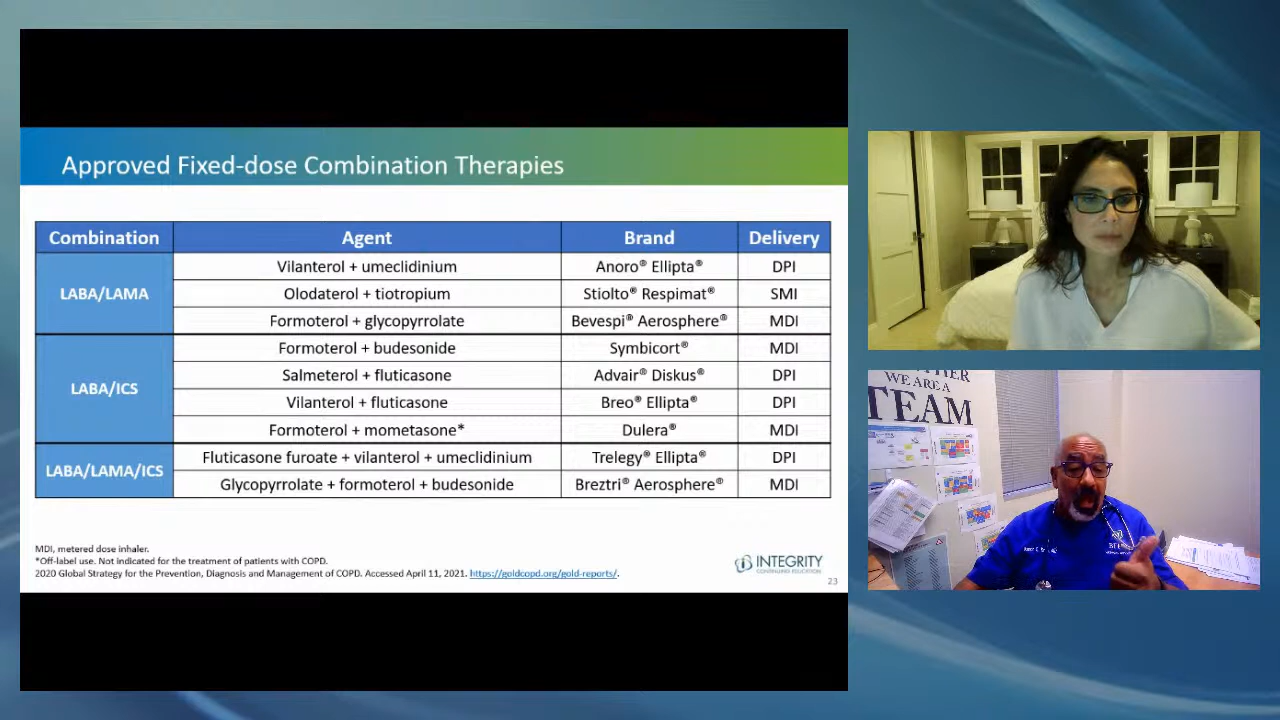 Approved Fixed-dose Combination Therapies
Combination Agent Brand Delivery
LABA/LAMA
Vilanterol + umeclidinium Anoro® Ellipta® DPI
Olodaterol + tiotropium Stiolto® Respimat® SMI
Formoterol + glycopyrrolate Bevespi® Aerosphere® MDI
LABA/ICS
Formoterol + budesonide Symbicort® MDI
Salmeterol + fluticasone Advair® Diskus® DPI
Vilanterol + fluticasone Breo® Ellipta® DPI
Formoterol + mometasone* Dulera® MDI
LABA/LAMA/ICS
Fluticasone furoate + vilanterol + umeclidinium Trelegy® Ellipta® DPI
Glycopyrrolate + formoterol + budesonide Breztri® Aerosphere® MDI
MDI, metered dose inhaler.
*Off-label use. Not indicated for the treatment of patients with COPD.
2020 Global Strategy for the Prevention, Diagnosis and Management of COPD. Accessed April 11, 2021. https://goldcopd.org/gold-reports/.
INTEGRITY
CONTINUING EDUCATION
23
WE ARE A
TEAM